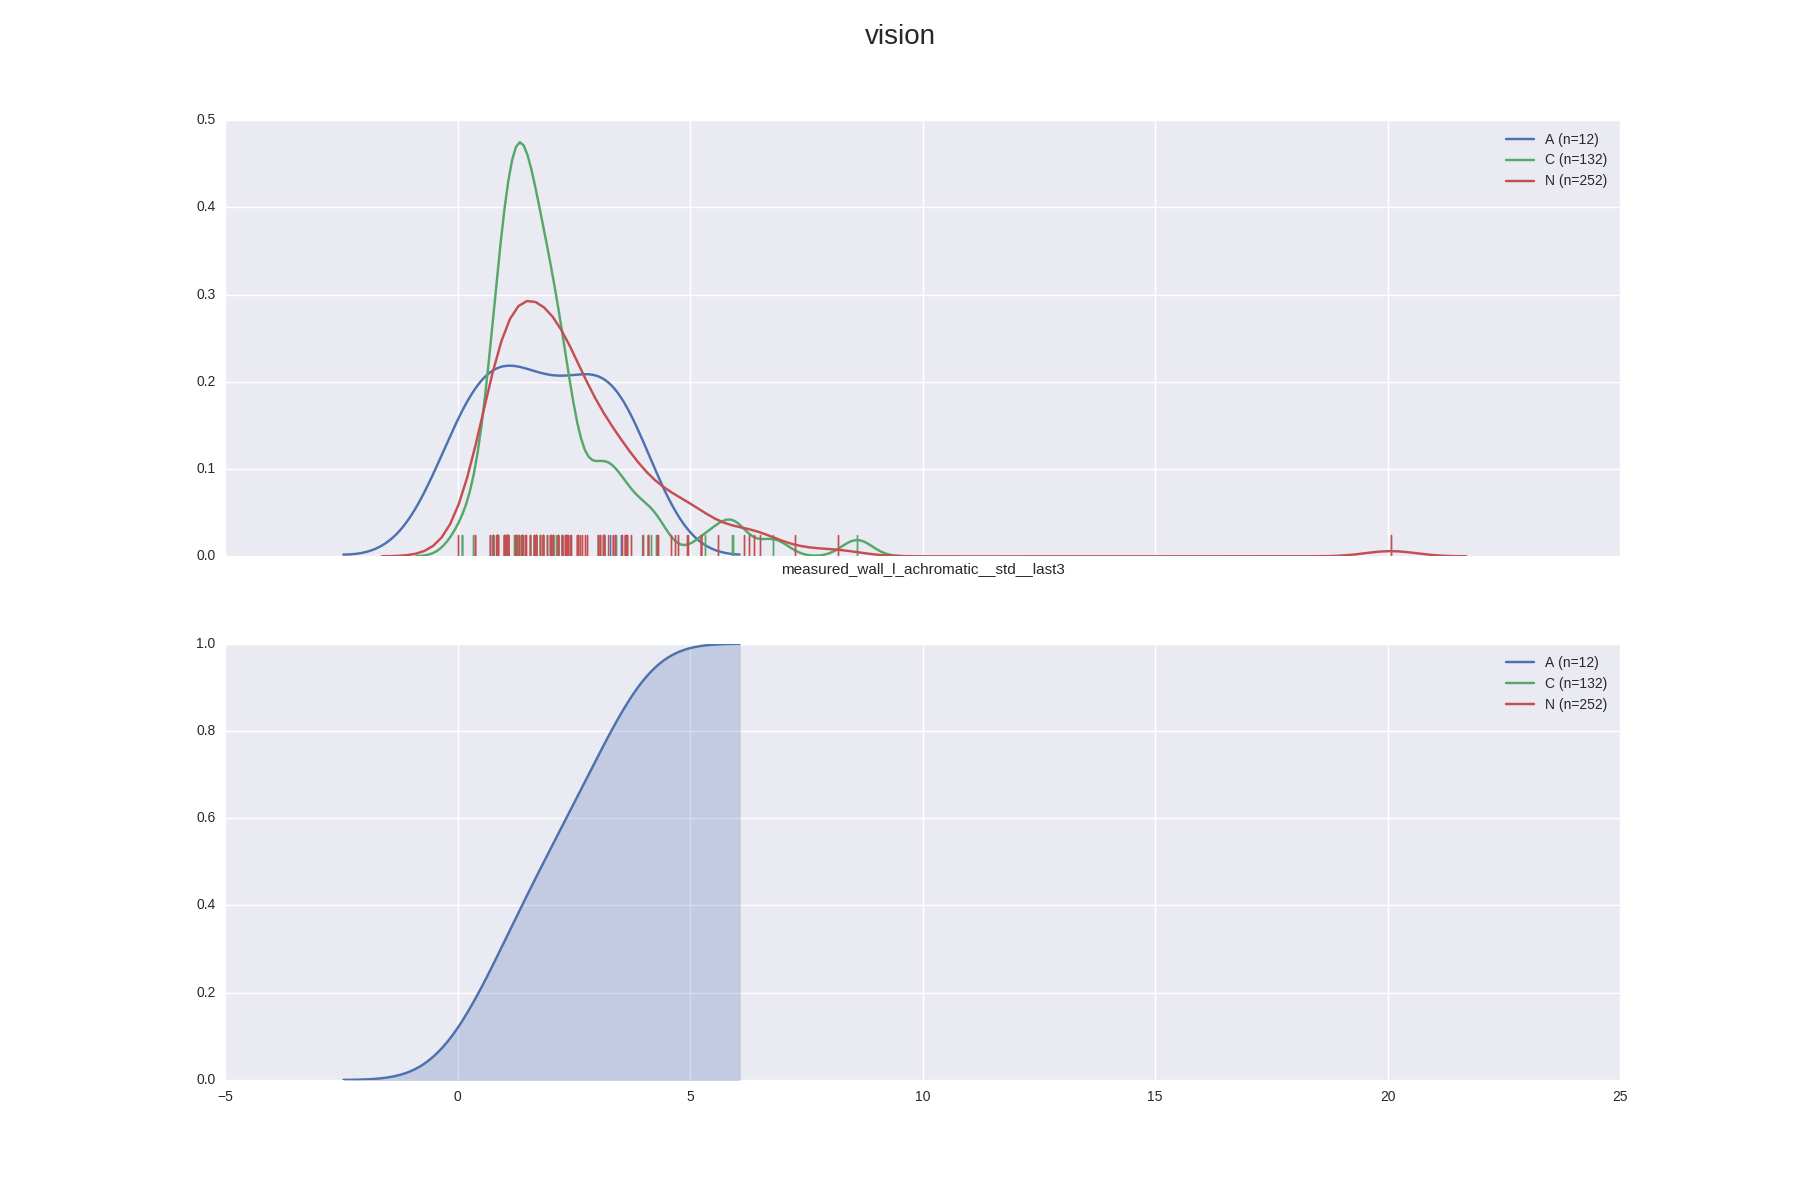 vision
0.5
0.4
0.3
0.2
0.1
0.0
A (n=12)
C (n=132)
N (n=252)
measured_wall_l_achromatic__std__last3
1.0
0.8
0.6
0.4
0.2
0.0
A (n=12)
C (n=132)
N (n=252)
−5 0 5 10 15 20 25